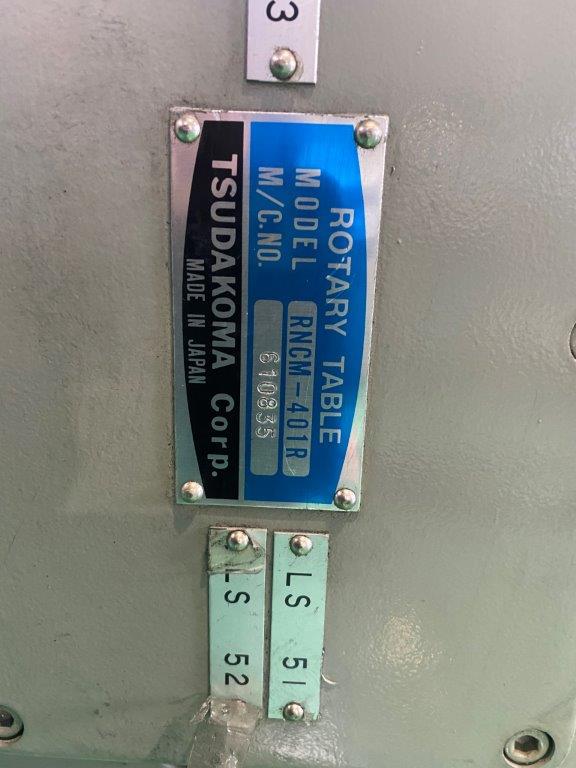 3
ROTARY TABLE
MODEL RNCM-401R
M/C.NO. 610835
TSUDAKOMA Corp.
MADE IN JAPAN
LS 51
LS 52